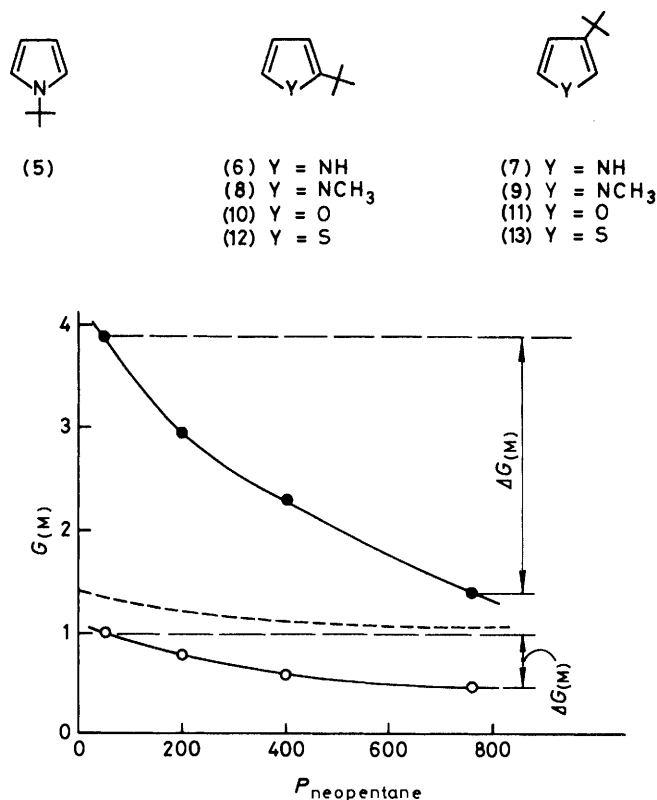 N
Y
Y
(5)
(6) Y = NH
(8) Y = NCH3
(10) Y = O
(12) Y = S
(7) Y = NH
(9) Y = NCH3
(11) Y = O
(13) Y = S
4
3
2
1
0
G(M)
ΔG(M)
ΔG(M)
0 200 400 600 800
Pneopentane